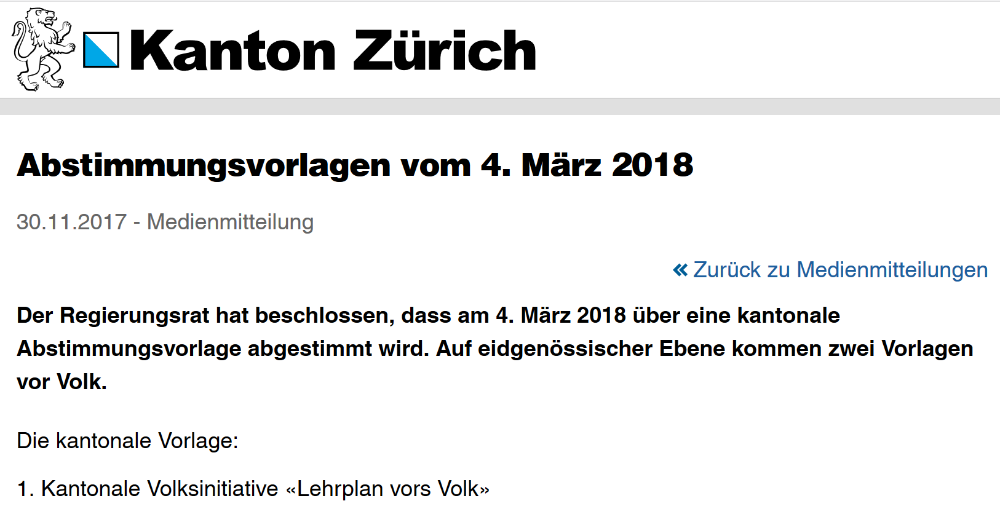 Kanton Zürich
Abstimmungsvorlagen vom 4. März 2018
30.11.2017 - Medienmitteilung
« Zurück zu Medienmitteilungen
Der Regierungsrat hat beschlossen, dass am 4. März 2018 über eine kantonale
Abstimmungsvorlage abgestimmt wird. Auf eidgenössischer Ebene kommen zwei Vorlagen
vor Volk.
Die kantonale Vorlage:
1. Kantonale Volksinitiative «Lehrplan vors Volk»